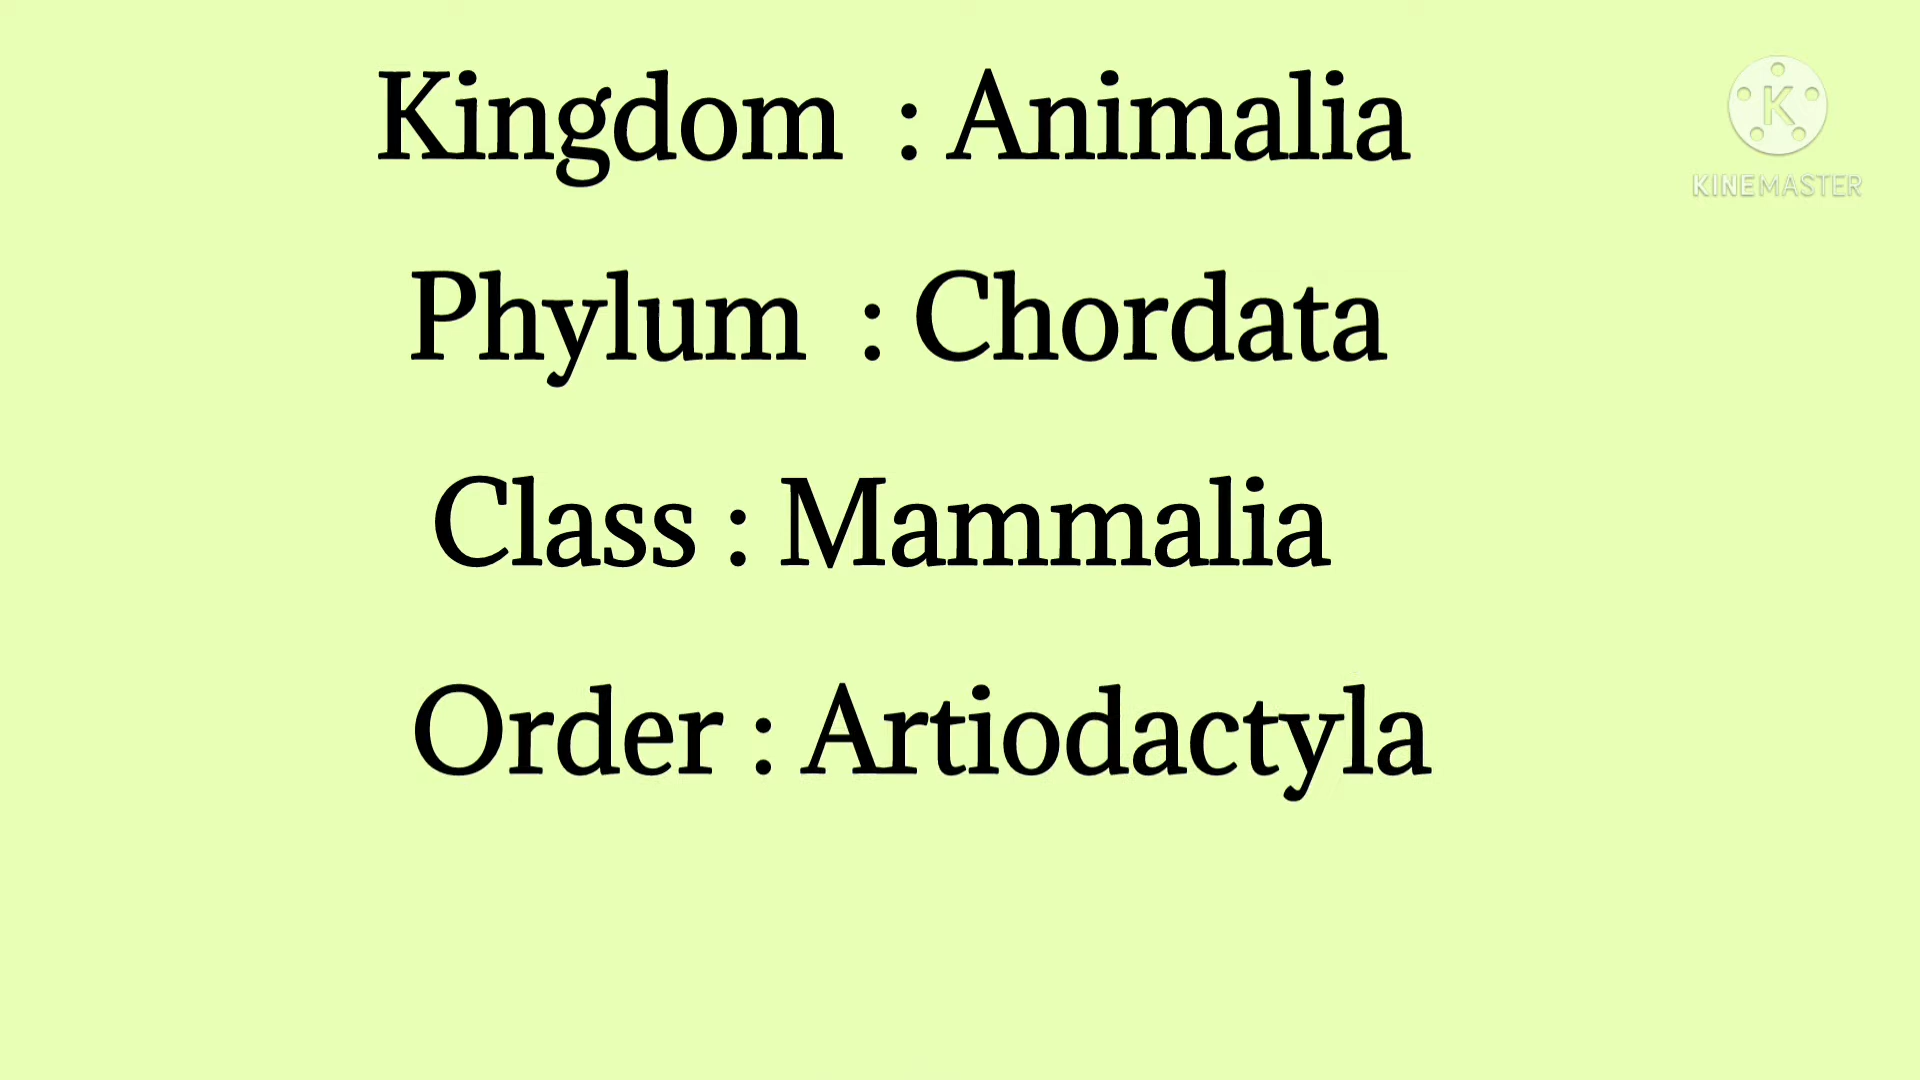 Kingdom : Animalia
K
KINEMASTER
Phylum : Chordata
Class : Mammalia
Order : Artiodactyla